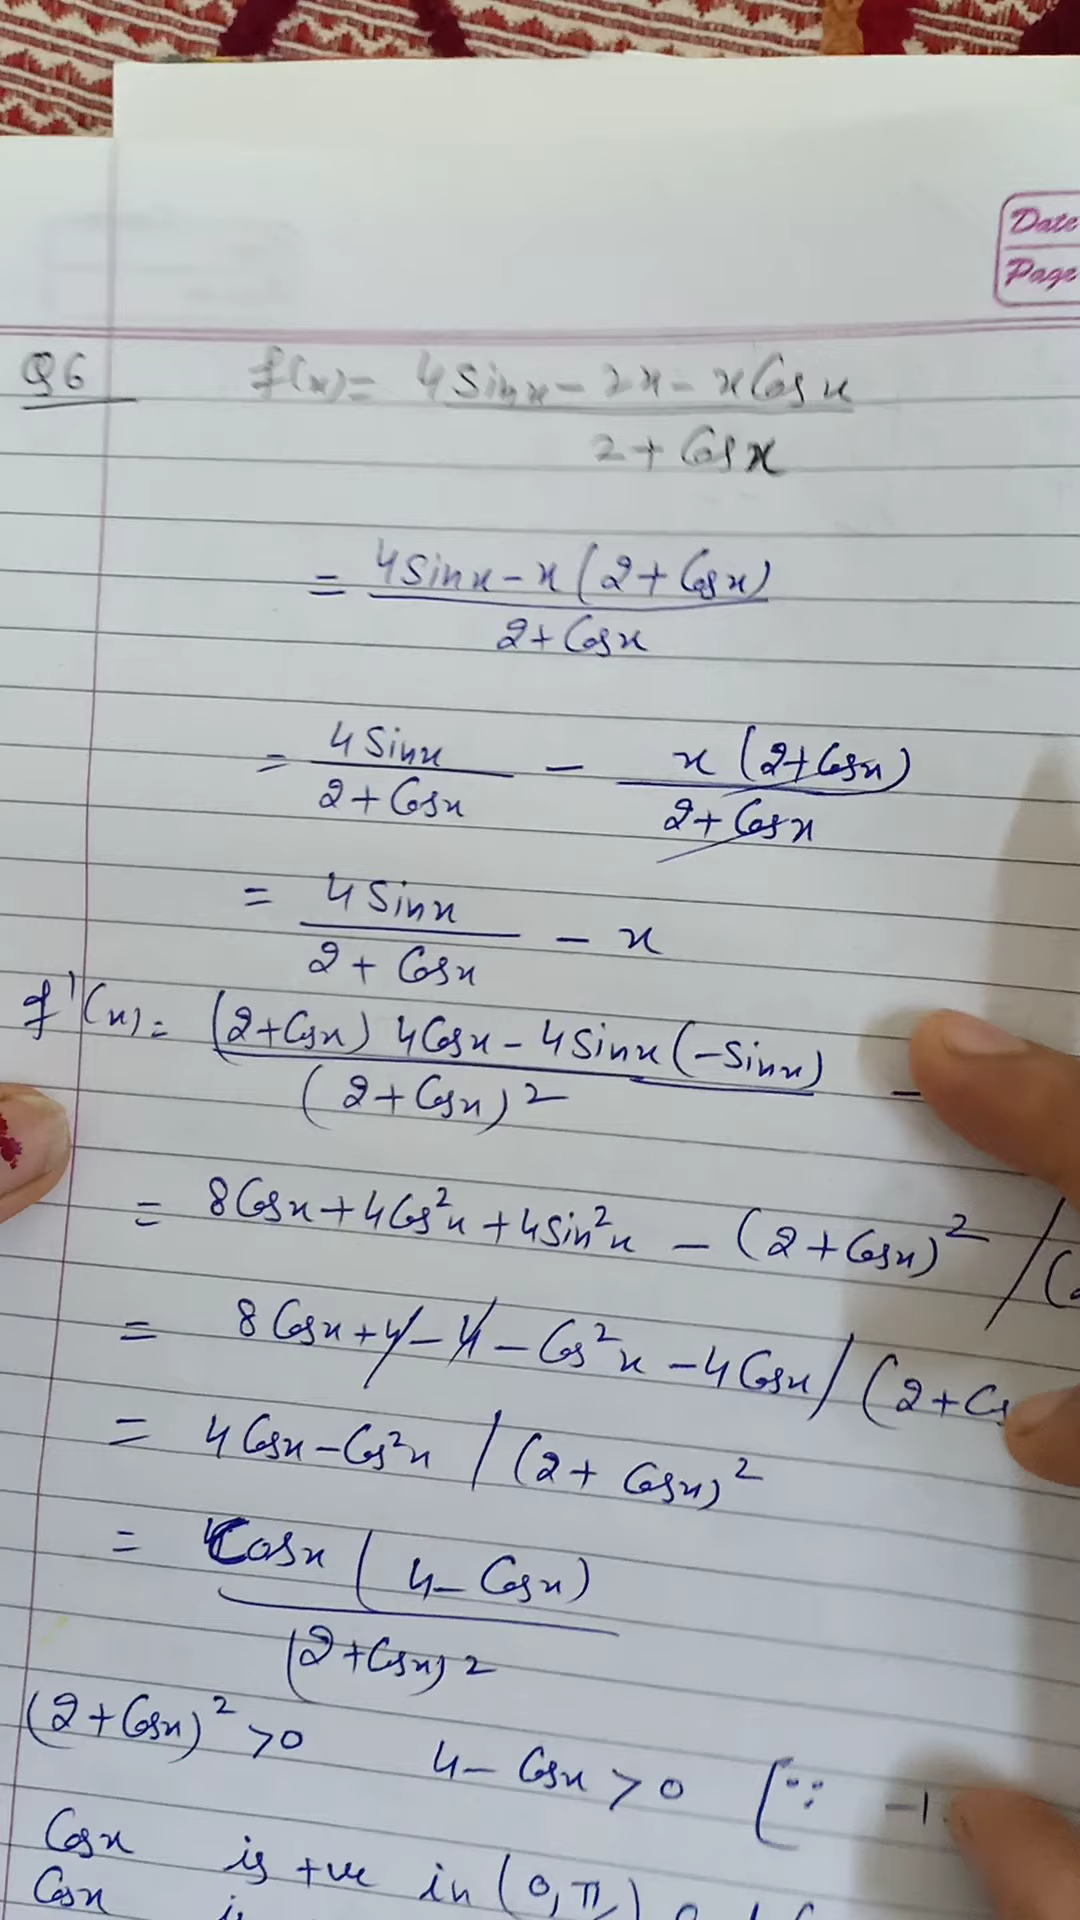 Date
Page
Q6 f(x) = 4Sinx - 2x - xCosx
2 + Cosx
= 4Sinx - x(2 + Cosx)
2 + Cosx
= 4Sinx - x(2+Cosx)
2 + Cosx 2 + Cosx
= 4Sinx - x
2 + Cosx
f'(x) = (2+Cosx) 4Cosx - 4Sinx(-Sinx) -
(2 + Cosx)²
= 8Cosx + 4Cos²x + 4Sin²x - (2+Cosx)² / (2
= 8Cosx + 4 - 4 - Cos²x - 4Cosx / (2+Cos
= 4Cosx - Cos²x / (2 + Cosx)²
= Cosx (4 - Cosx)
(2+Cosx)²
(2+Cosx)² > 0 4 - Cosx > 0 [∵ -1
Cosx is +ve in (0, π
Cosx